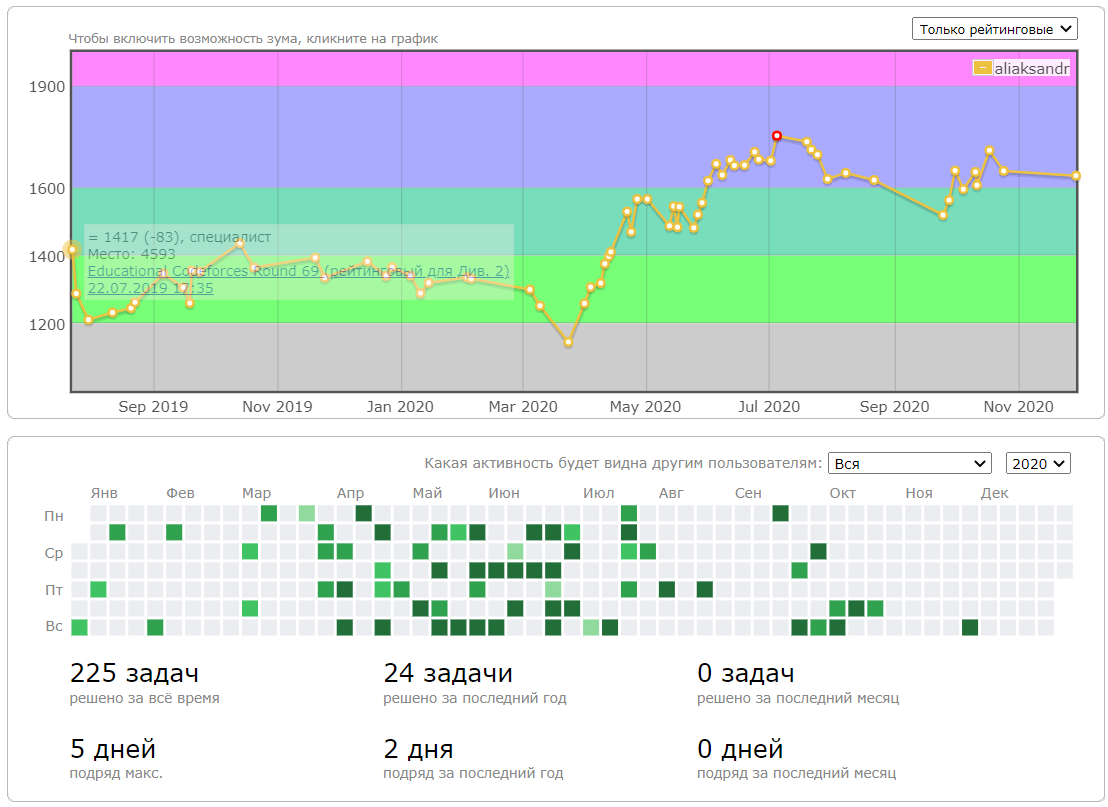 Чтобы включить возможность зума, кликните на график
Только рейтинговые
aliaksandr
1900
1600
1400
1200
= 1417 (-83), специалист
Место: 4593
Educational Codeforces Round 69 (рейтинговый для Див. 2)
22.07.2019 17:35
Sep 2019 Nov 2019 Jan 2020 Mar 2020 May 2020 Jul 2020 Sep 2020 Nov 2020
Какая активность будет видна другим пользователям: Вся 2020
Янв Фев Мар Апр Май Июн Июл Авг Сен Окт Ноя Дек
Пн
Ср
Пт
Вс
225 задач 24 задачи 0 задач
решено за всё время решено за последний год решено за последний месяц
5 дней 2 дня 0 дней
подряд макс. подряд за последний год подряд за последний месяц